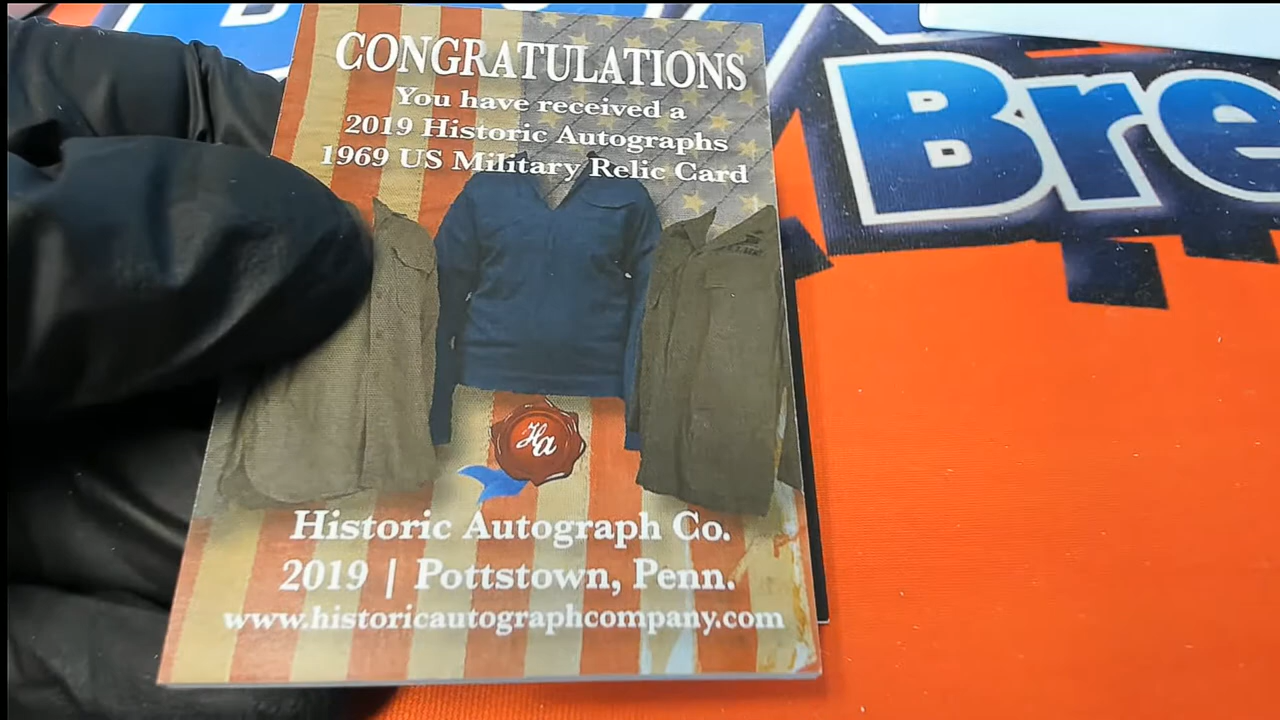 CONGRATULATIONS
You have received a
2019 Historic Autographs
1969 US Military Relic Card
Ha
Historic Autograph Co.
2019 | Pottstown, Penn.
www.historicautographcompany.com
Bre